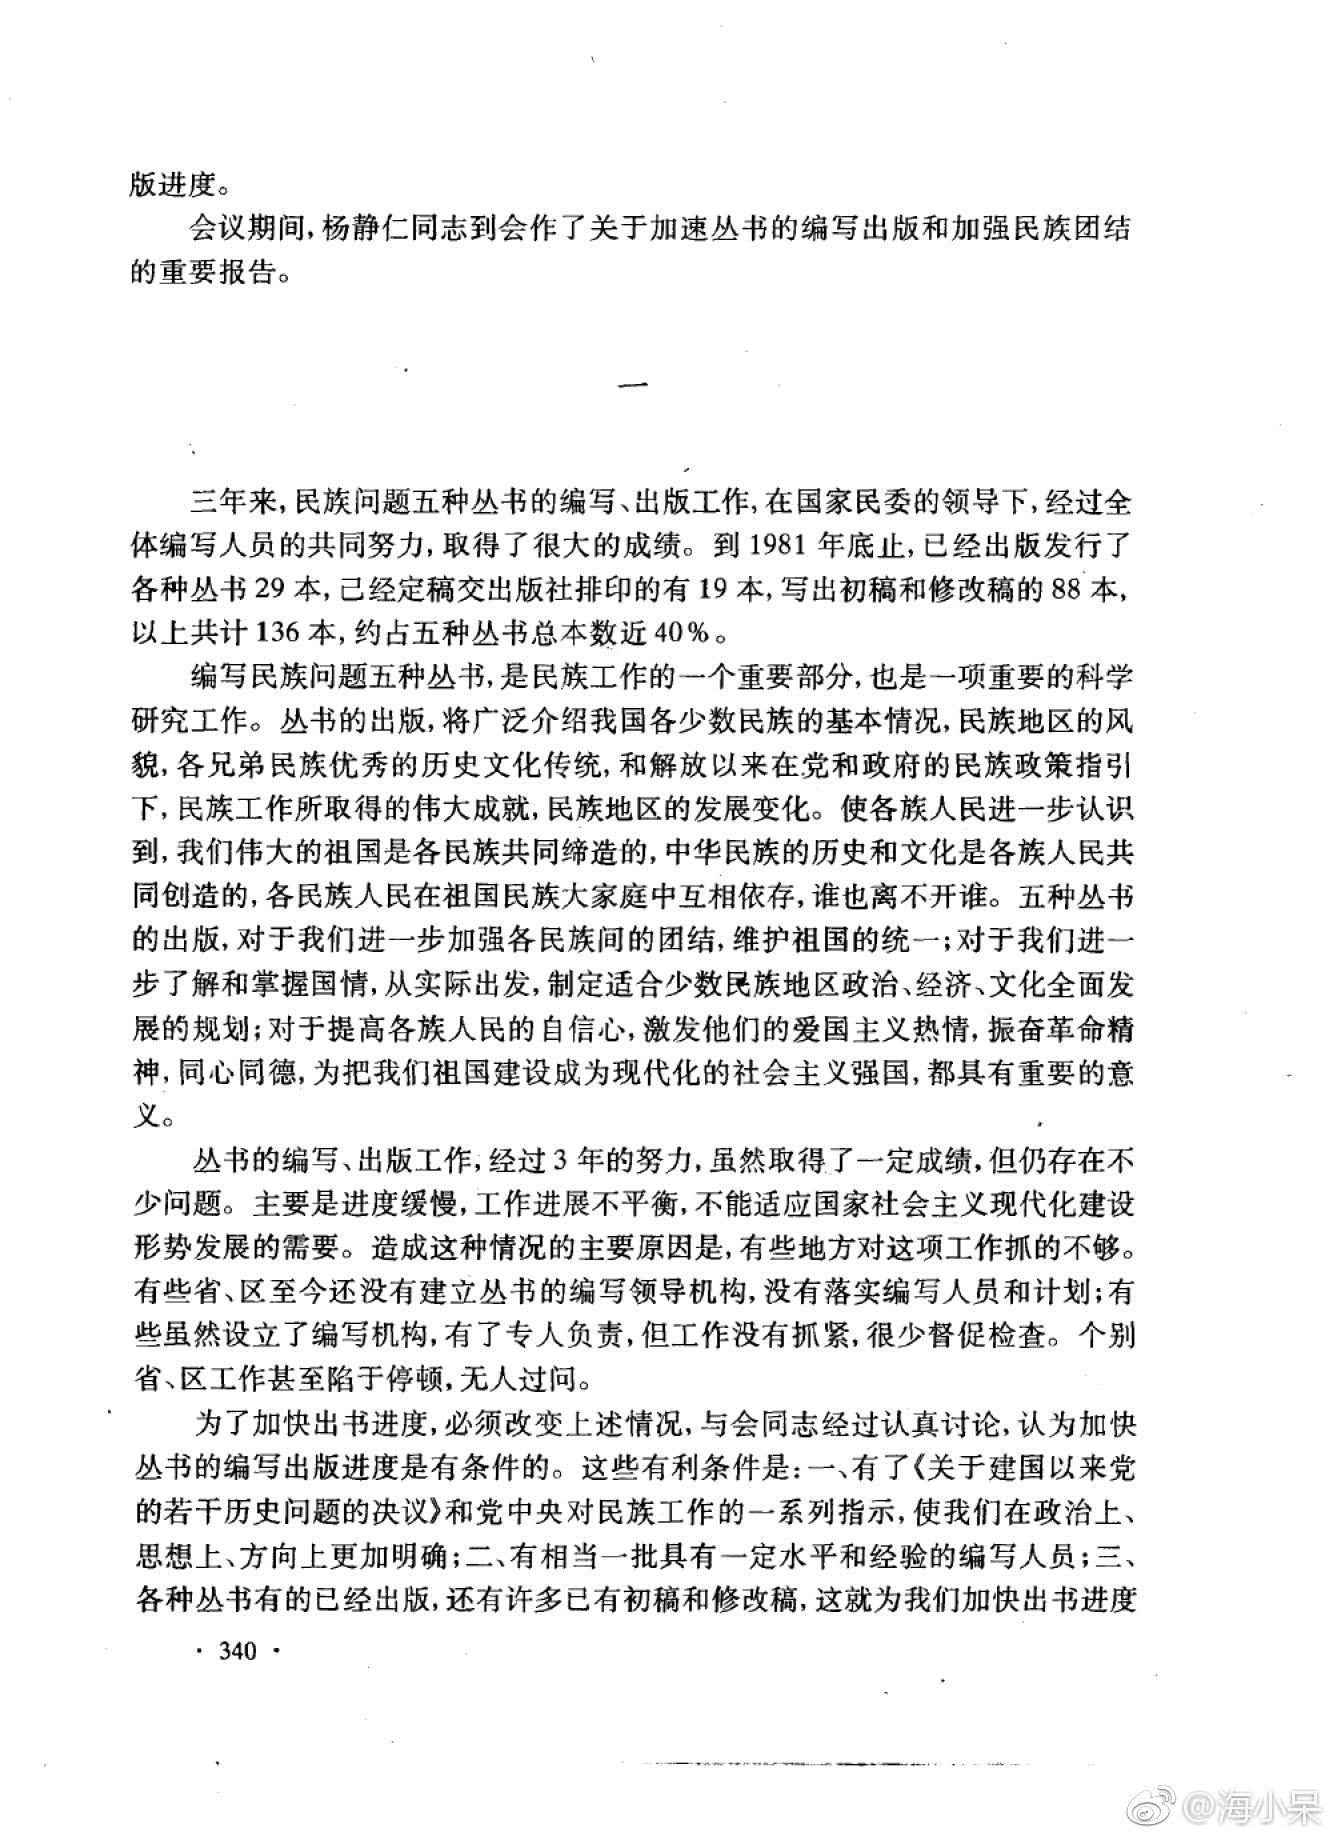 版进度。
会议期间,杨静仁同志到会作了关于加速丛书的编写出版和加强民族团结
的重要报告。
一
三年来,民族问题五种丛书的编写、出版工作,在国家民委的领导下,经过全
体编写人员的共同努力,取得了很大的成绩。到1981年底止,已经出版发行了
各种丛书29本,已经定稿交出版社排印的有19本,写出初稿和修改稿的88本,
以上共计136本,约占五种丛书总本数近40%。
编写民族问题五种丛书,是民族工作的一个重要部分,也是一项重要的科学
研究工作。丛书的出版,将广泛介绍我国各少数民族的基本情况,民族地区的风
貌,各兄弟民族优秀的历史文化传统,和解放以来在党和政府的民族政策指引
下,民族工作所取得的伟大成就,民族地区的发展变化。使各族人民进一步认识
到,我们伟大的祖国是各民族共同缔造的,中华民族的历史和文化是各族人民共
同创造的,各民族人民在祖国民族大家庭中互相依存,谁也离不开谁。五种丛书
的出版,对于我们进一步加强各民族间的团结,维护祖国的统一;对于我们进一
步了解和掌握国情,从实际出发,制定适合少数民族地区政治、经济、文化全面发
展的规划;对于提高各族人民的自信心,激发他们的爱国主义热情,振奋革命精
神,同心同德,为把我们祖国建设成为现代化的社会主义强国,都具有重要的意
义。
丛书的编写、出版工作,经过3年的努力,虽然取得了一定成绩,但仍存在不
少问题。主要是进度缓慢,工作进展不平衡,不能适应国家社会主义现代化建设
形势发展的需要。造成这种情况的主要原因是,有些地方对这项工作抓的不够。
有些省、区至今还没有建立丛书的编写领导机构,没有落实编写人员和计划;有
些虽然设立了编写机构,有了专人负责,但工作没有抓紧,很少督促检查。个别
省、区工作甚至陷于停顿,无人过问。
为了加快出书进度,必须改变上述情况,与会同志经过认真讨论,认为加快
丛书的编写出版进度是有条件的。这些有利条件是:一、有了《关于建国以来党
的若干历史问题的决议》和党中央对民族工作的一系列指示,使我们在政治上、
思想上、方向上更加明确;二、有相当一批具有一定水平和经验的编写人员;三、
各种丛书有的已经出版,还有许多已有初稿和修改稿,这就为我们加快出书进度
· 340 ·
@海小呆